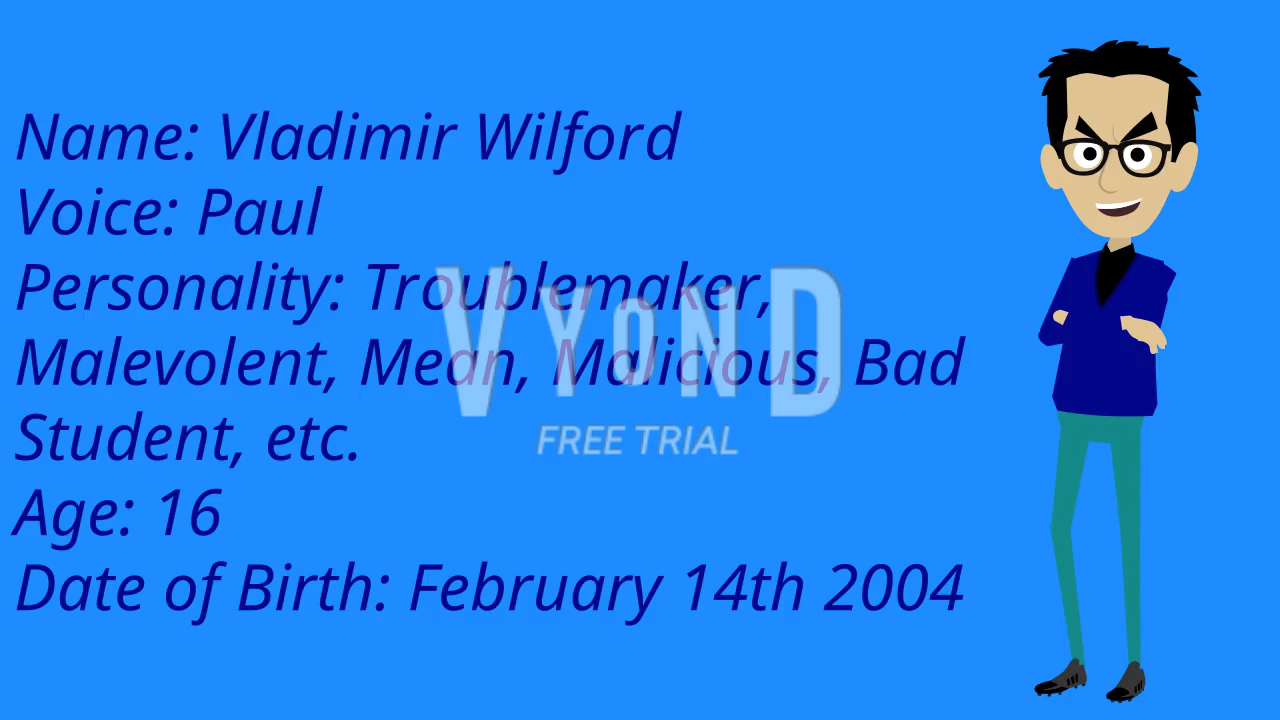 Name: Vladimir Wilford
Voice: Paul
Personality: Troublemaker,
Malevolent, Mean, Malicious, Bad
Student, etc.
Age: 16
Date of Birth: February 14th 2004
VYOND
FREE TRIAL